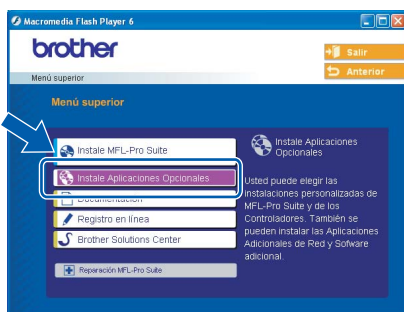 Macromedia Flash Player 6
brother
Salir
Anterior
Menú superior
Menú superior
Instale MFL-Pro Suite
Instale Aplicaciones Opcionales
Documentación
Registro en línea
Brother Solutions Center
Reparación MFL-Pro Suite
Instale Aplicaciones
Opcionales
Usted puede elegir las
instalaciones personalizadas de
MFL-Pro Suite y de los
Controladores. También se
pueden instalar las Aplicaciones
Adicionales de Red y Sofware
adicional.